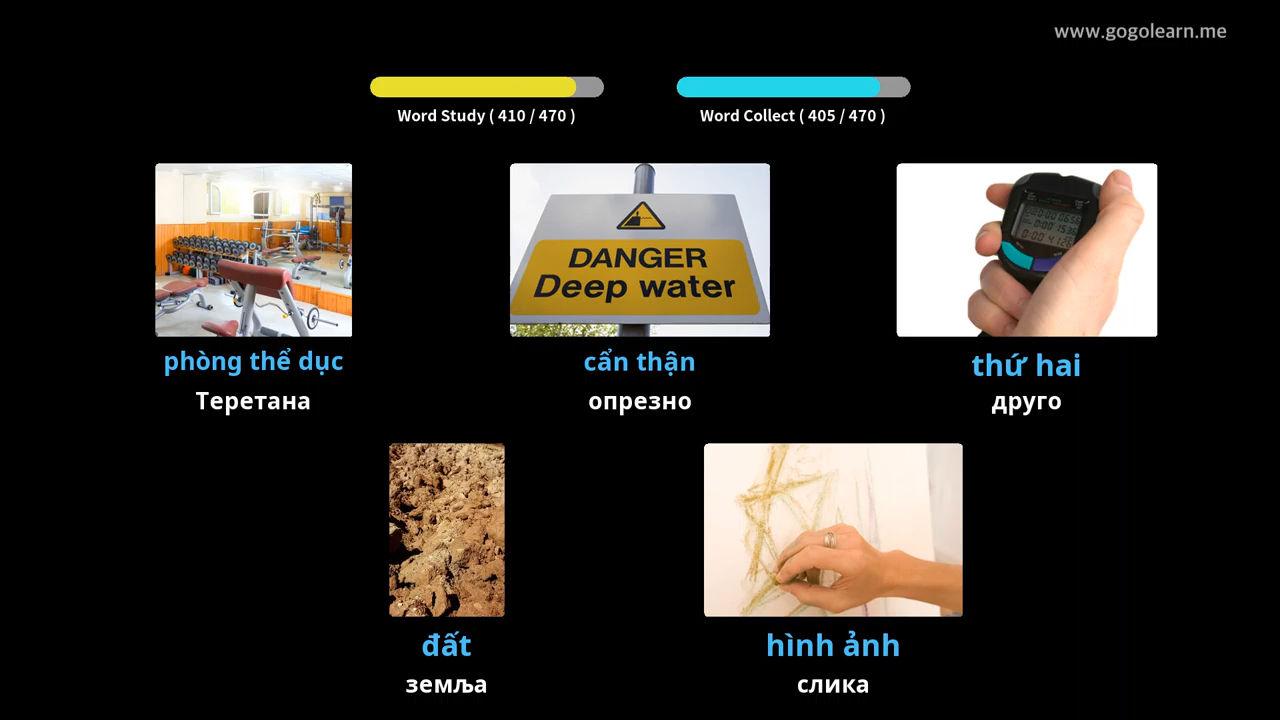 www.gogolearn.me
Word Study ( 410 / 470 )
Word Collect ( 405 / 470 )
DANGER
Deep water
phòng thể dục
Теретана
cẩn thận
опрезно
thứ hai
друго
đất
земља
hình ảnh
слика